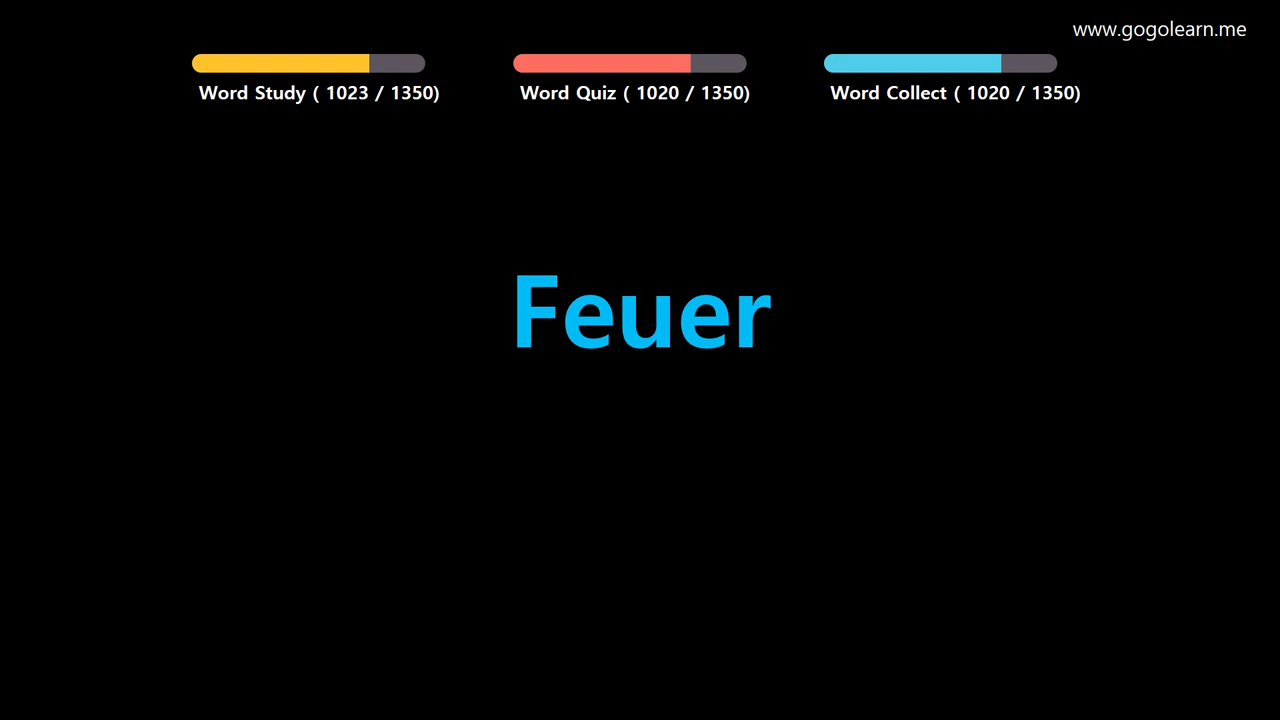 www.gogolearn.me
Word Study ( 1023 / 1350)
Word Quiz ( 1020 / 1350)
Word Collect ( 1020 / 1350)
Feuer